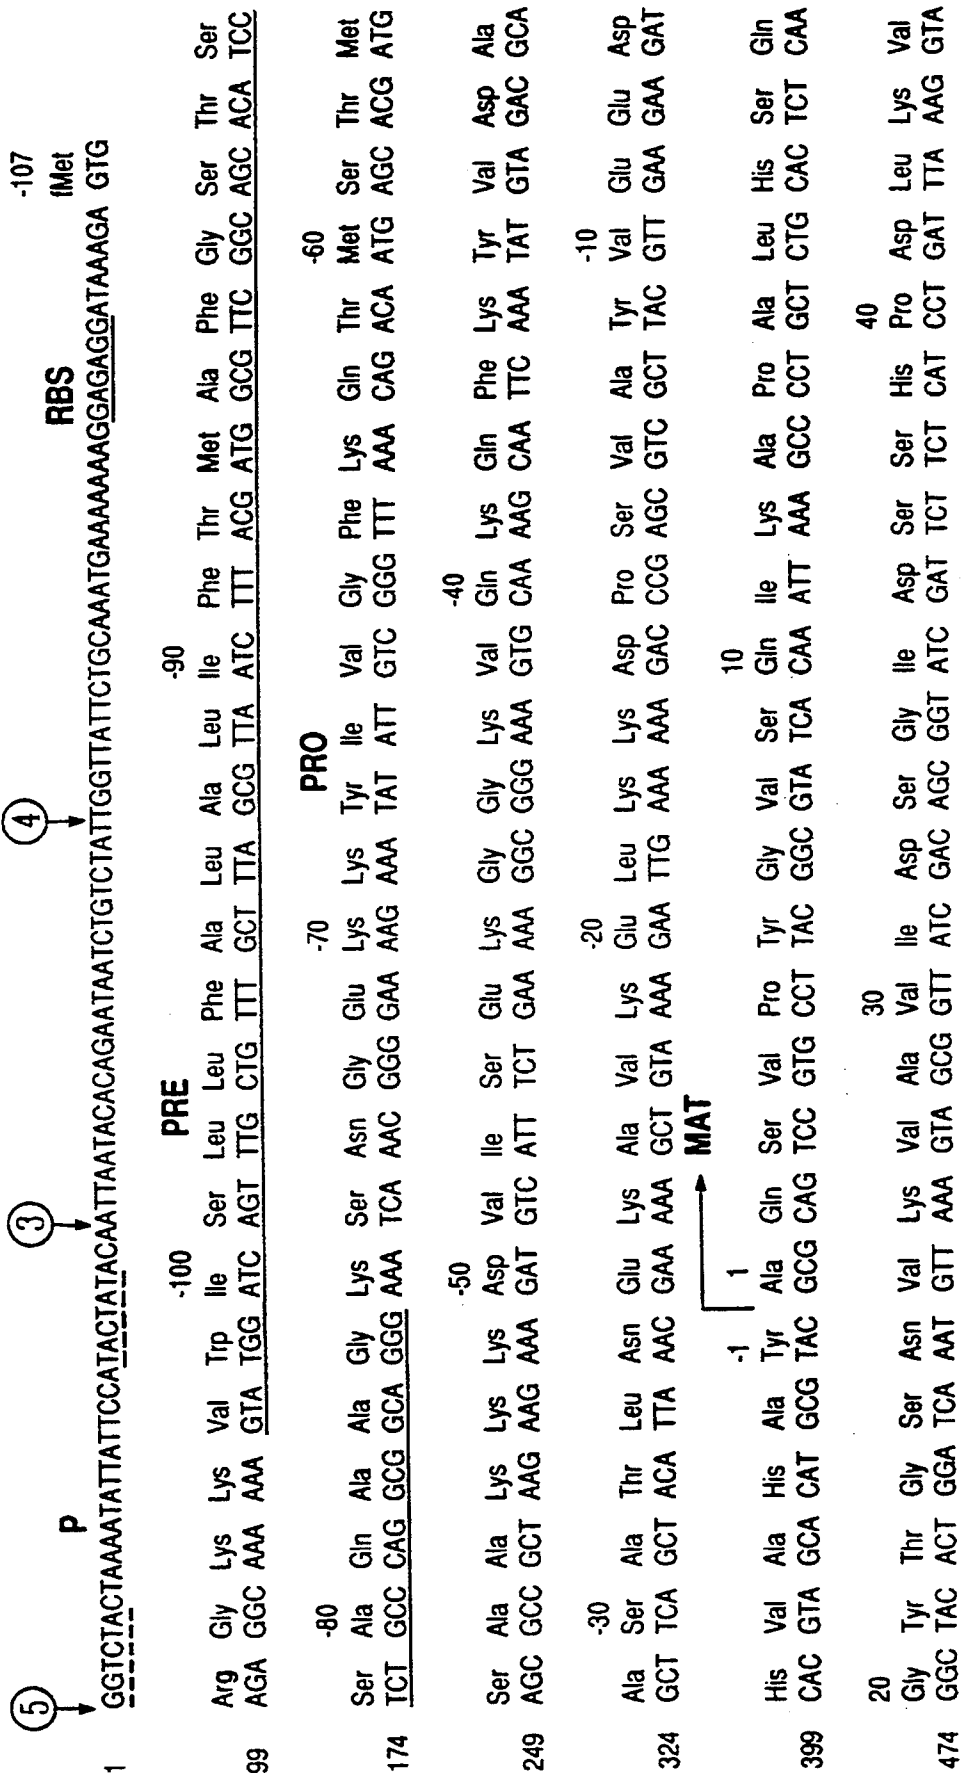 5 3 4
P RBS -107
fMet
1 GGTCTACTAAAATATTATTCCATACTATACAATTAATACACAGAATAATCTGTCTATTGGTTATTCTGCAAATGAAAAAAAGGAGAGGATAAAGA GTG
-100 PRE -90
Arg Gly Lys Lys Val Trp Ile Ser Leu Leu Phe Ala Leu Ala Leu Ile Phe Thr Met Ala Phe Gly Ser Thr Ser
99 AGA GGC AAA AAA GTA TGG ATC AGT TTG CTG TTT GCT TTA GCG TTA ATC TTT ACG ATG GCG TTC GGC AGC ACA TCC
-80 -70 PRO -60
Ser Ala Gln Ala Ala Gly Lys Ser Asn Gly Glu Lys Lys Tyr Ile Val Gly Phe Lys Gln Thr Met Ser Thr Met
174 TCT GCC CAG GCG GCA GGG AAA TCA AAC GGG GAA AAG AAA TAT ATT GTC GGG TTT AAA CAG ACA ATG AGC ACG ATG
-50 -40
Ser Ala Ala Lys Lys Lys Asp Val Ile Ser Glu Lys Gly Gly Lys Val Gln Lys Gln Phe Lys Tyr Val Asp Ala
249 AGC GCC GCT AAG AAG AAA GAT GTC ATT TCT GAA AAA GGC GGG AAA GTG CAA AAG CAA TTC AAA TAT GTA GAC GCA
-30 -20 -10
Ala Ser Ala Thr Leu Asn Glu Lys Ala Val Lys Glu Leu Lys Lys Asp Pro Ser Val Ala Tyr Val Glu Glu Asp
324 GCT TCA GCT ACA TTA AAC GAA AAA GCT GTA AAA GAA TTG AAA AAA GAC CCG AGC GTC GCT TAC GTT GAA GAA GAT
MAT
-1 1 10
His Val Ala His Ala Tyr Ala Gln Ser Val Pro Tyr Gly Val Ser Gln Ile Lys Ala Pro Ala Leu His Ser Gln
399 CAC GTA GCA CAT GCG TAC GCG CAG TCC GTG CCT TAC GGC GTA TCA CAA ATT AAA GCC CCT GCT CTG CAC TCT CAA
20 30 40
Gly Tyr Thr Gly Ser Asn Val Lys Val Ala Val Ile Asp Ser Gly Ile Asp Ser Ser His Pro Asp Leu Lys Val
474 GGC TAC ACT GGA TCA AAT GTT AAA GTA GCG GTT ATC GAC AGC GGT ATC GAT TCT TCT CAT CCT GAT TTA AAG GTA